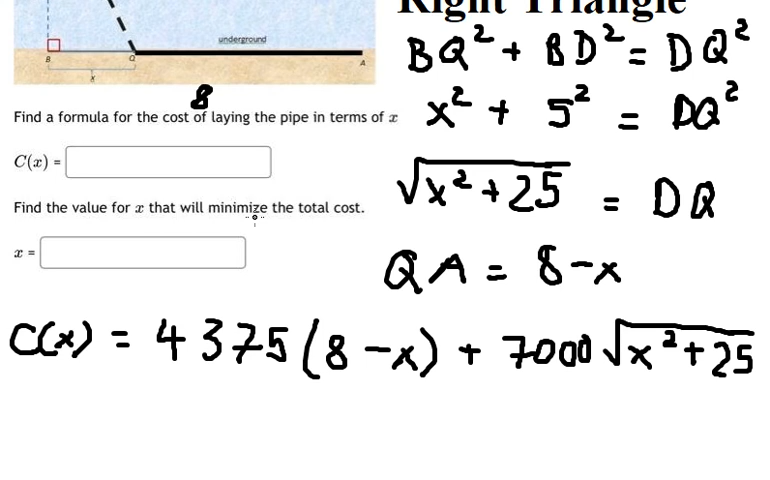 Right Triangle
underground
B
Q
A
x
8
BQ² + BD² = DQ²
x² + 5² = DQ²
√x² + 25 = DQ
QA = 8 - x
Find a formula for the cost of laying the pipe in terms of x
C(x) =
Find the value for x that will minimize the total cost.
x =
C(x) = 4375(8 - x) + 7000√x² + 25